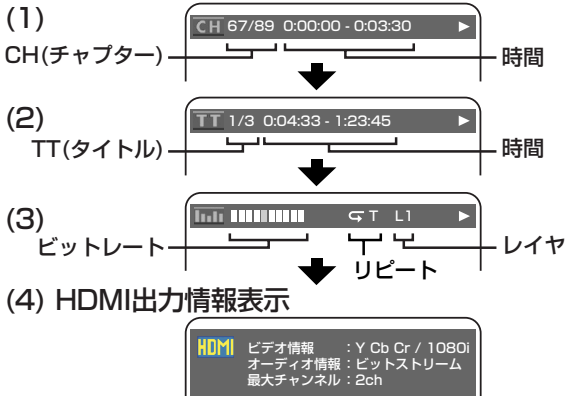 (1)
CH 67/89 0:00:00 - 0:03:30
CH(チャプター)
時間
(2)
TT 1/3 0:04:33 - 1:23:45
TT(タイトル)
時間
(3)
T L1
ビットレート
リピート
レイヤ
(4) HDMI出力情報表示
HDMI ビデオ情報 : Y Cb Cr / 1080i
オーディオ情報 : ビットストリーム
最大チャンネル : 2ch